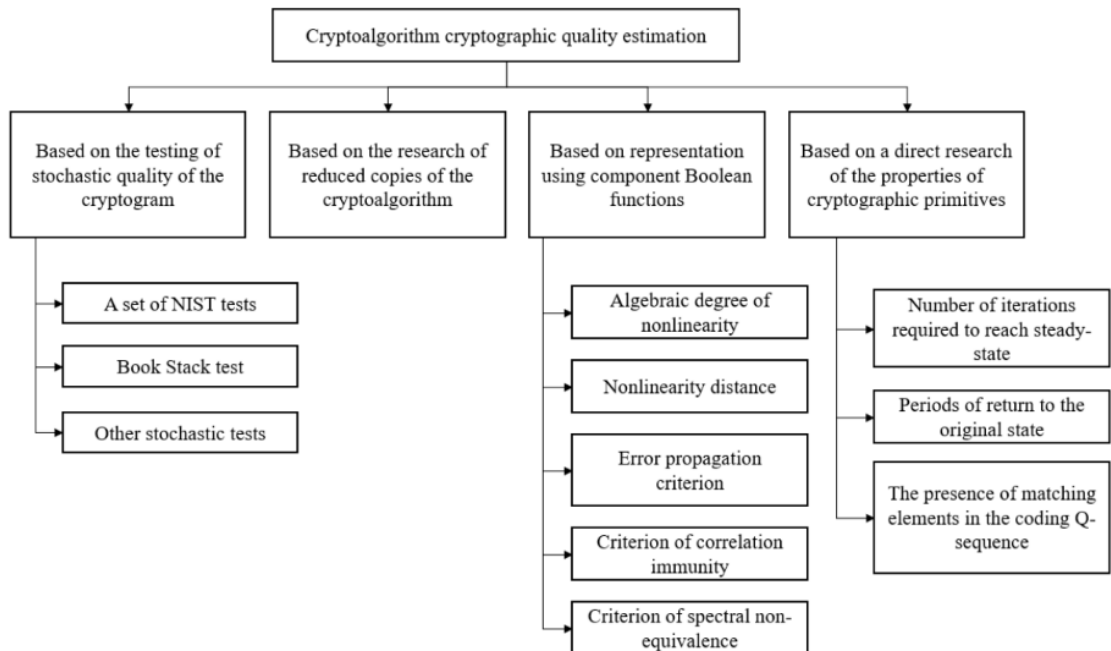 Cryptoalgorithm cryptographic quality estimation
Based on the testing of
stochastic quality of the
cryptogram
Based on the research of
reduced copies of the
cryptoalgorithm
Based on representation
using component Boolean
functions
Based on a direct research
of the properties of
cryptographic primitives
A set of NIST tests
Book Stack test
Other stochastic tests
Algebraic degree of
nonlinearity
Nonlinearity distance
Error propagation
criterion
Criterion of correlation
immunity
Criterion of spectral non-
equivalence
Number of iterations
required to reach steady-
state
Periods of return to the
original state
The presence of matching
elements in the coding Q-
sequence